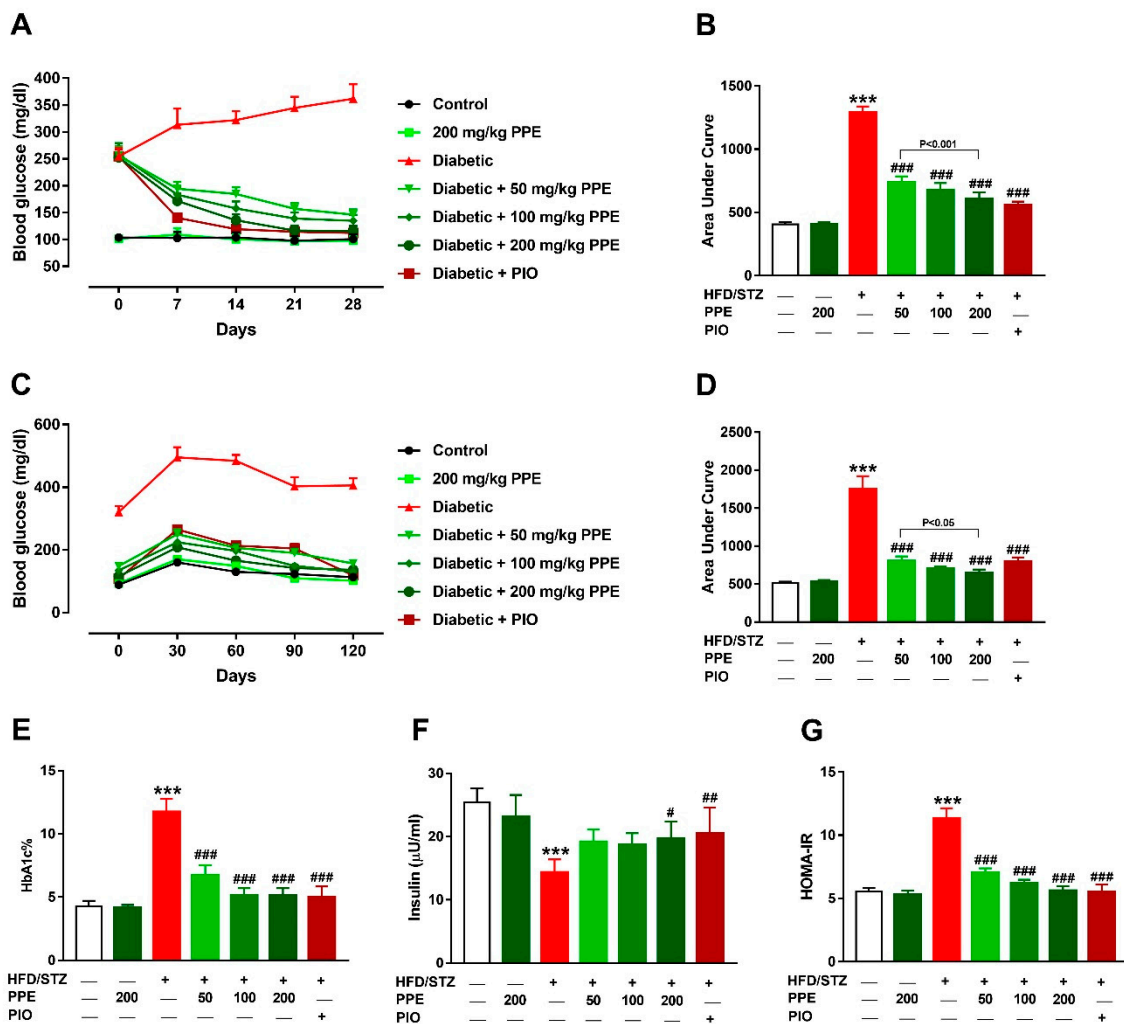 A
Blood glucose (mg/dl)
400
350
300
250
200
150
100
50
0
7
14
21
28
Days
Control
200 mg/kg PPE
Diabetic
Diabetic + 50 mg/kg PPE
Diabetic + 100 mg/kg PPE
Diabetic + 200 mg/kg PPE
Diabetic + PIO
B
Area Under Curve
1500
1000
500
0
***
P<0.001
###
###
###
###
HFD/STZ — — + + + + +
PPE — 200 — 50 100 200 —
PIO — — — — — — +
C
Blood glucose (mg/dl)
600
400
200
0
0
30
60
90
120
Days
Control
200 mg/kg PPE
Diabetic
Diabetic + 50 mg/kg PPE
Diabetic + 100 mg/kg PPE
Diabetic + 200 mg/kg PPE
Diabetic + PIO
D
Area Under Curve
2500
2000
1500
1000
500
0
***
P<0.05
###
###
###
###
HFD/STZ — — + + + + +
PPE — 200 — 50 100 200 —
PIO — — — — — — +
E
HbA1c%
15
10
5
0
***
###
###
###
###
HFD/STZ — — + + + + +
PPE — 200 — 50 100 200 —
PIO — — — — — — +
F
Insulin (μU/ml)
30
20
10
0
***
#
##
HFD/STZ — — + + + + +
PPE — 200 — 50 100 200 —
PIO — — — — — — +
G
HOMA-IR
15
10
5
0
***
###
###
###
###
HFD/STZ — — + + + + +
PPE — 200 — 50 100 200 —
PIO — — — — — — +